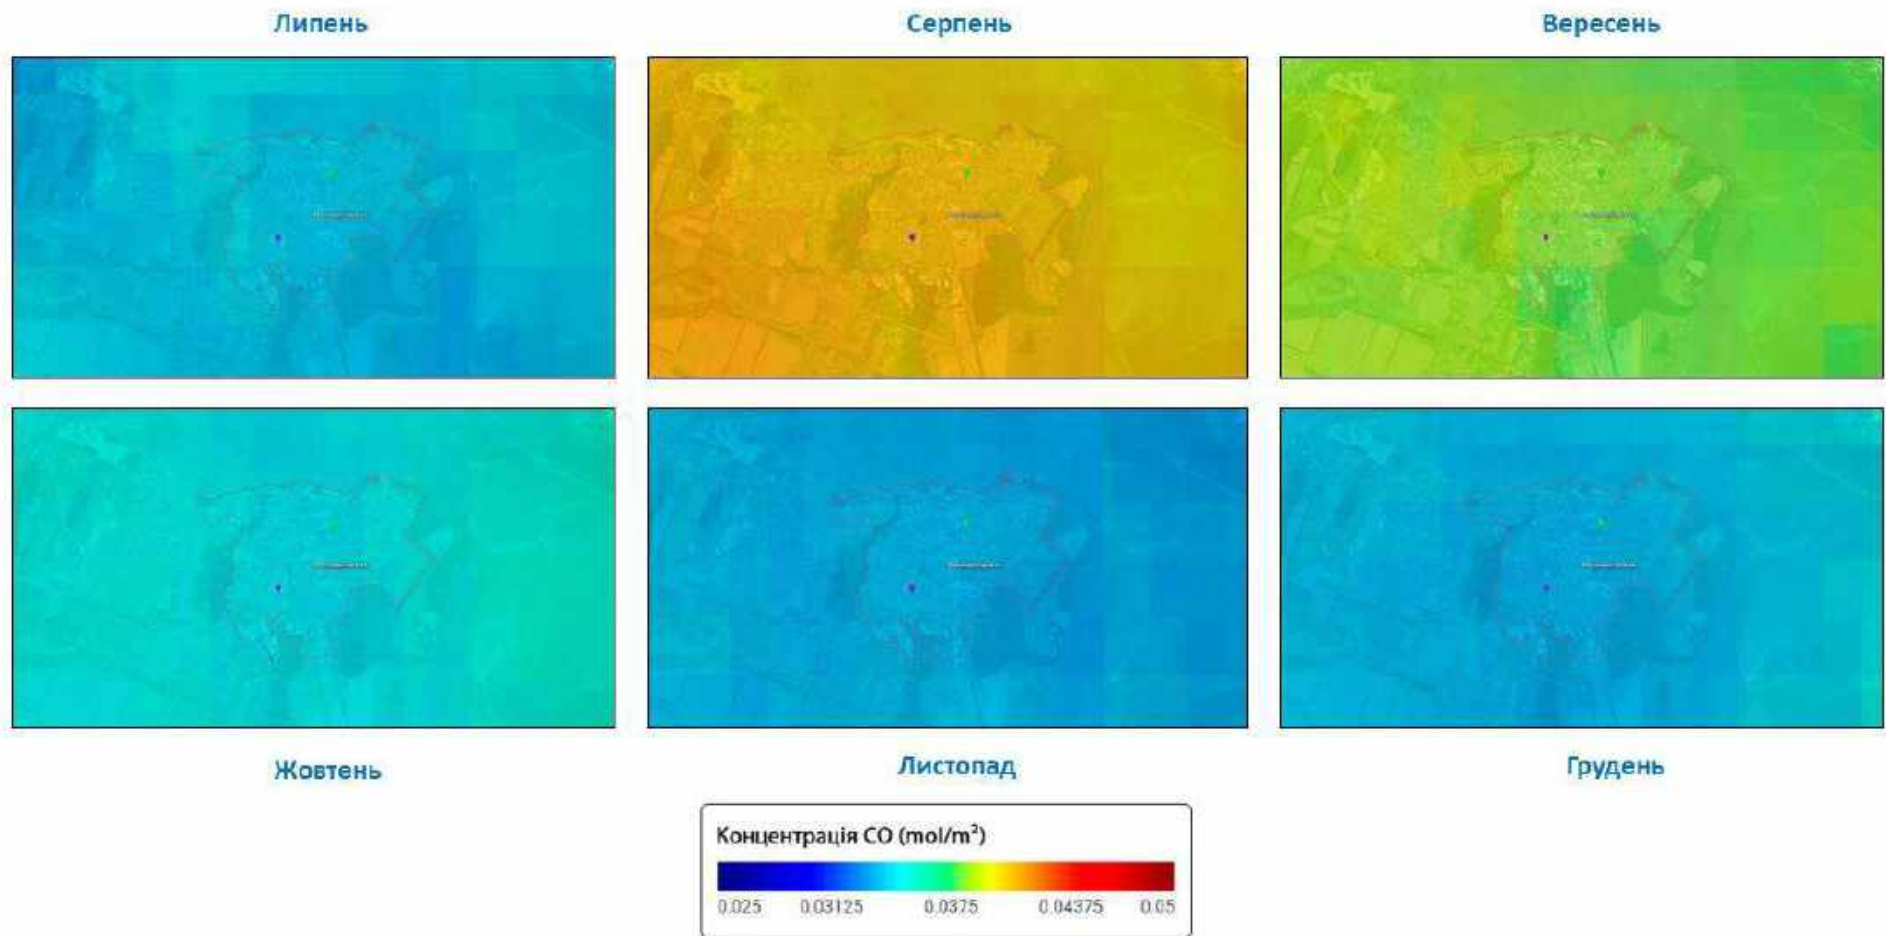 Липень
Серпень
Вересень
Жовтень
Листопад
Грудень
Концентрація CO (mol/m²)
0.025 0.03125 0.0375 0.04375 0.05